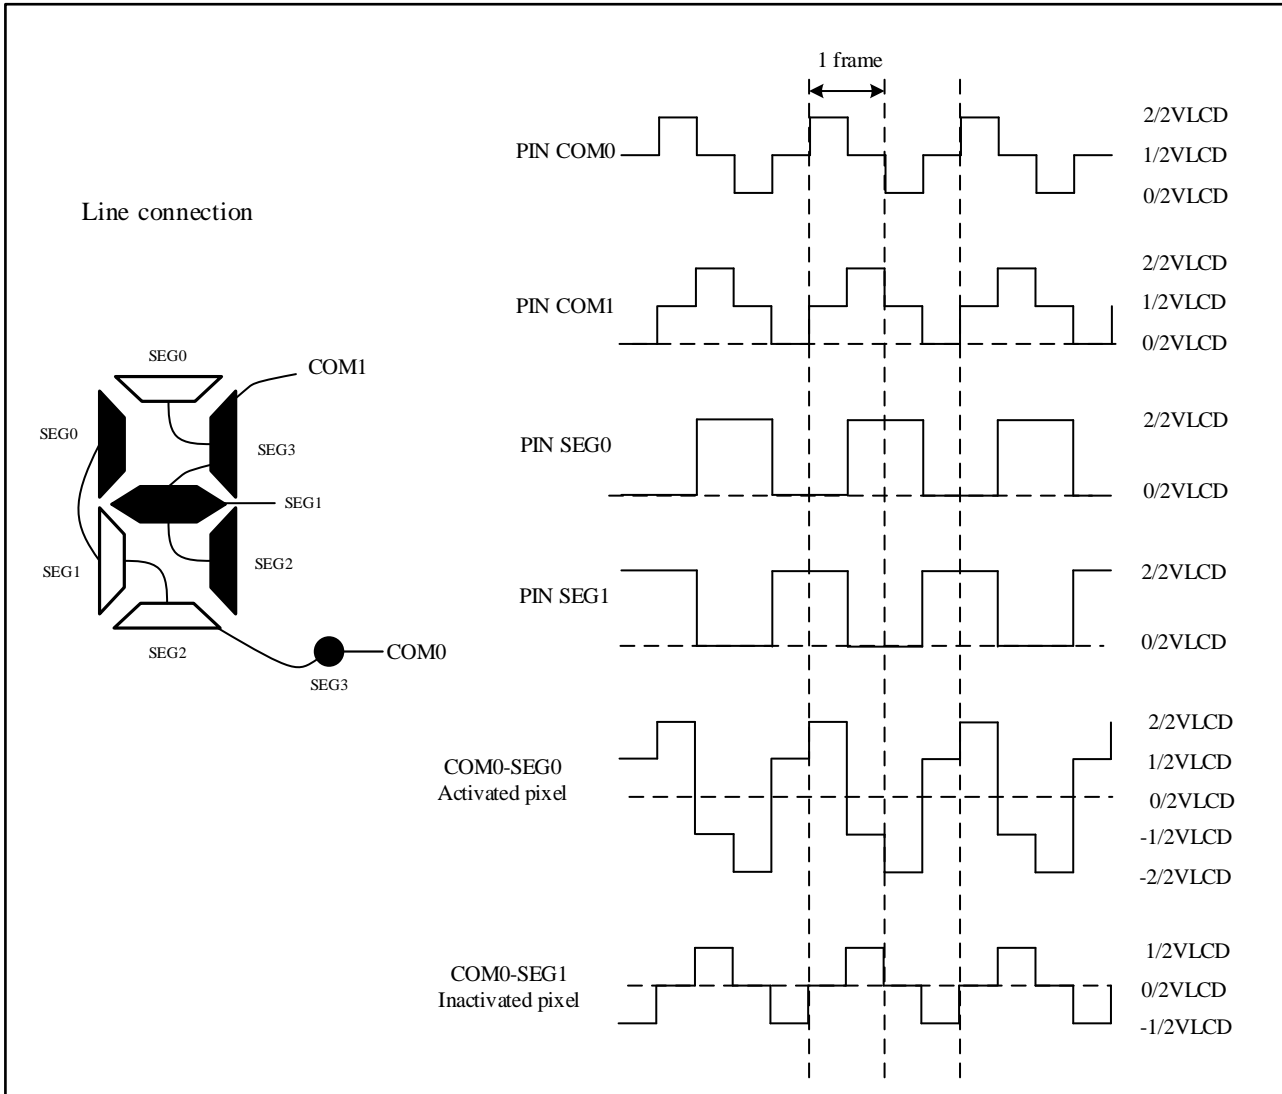 1 frame
PIN COM0
2/2VLCD
1/2VLCD
0/2VLCD
Line connection
PIN COM1
2/2VLCD
1/2VLCD
0/2VLCD
SEG0
COM1
SEG0
SEG3
SEG1
SEG1
SEG2
SEG2
COM0
SEG3
PIN SEG0
2/2VLCD
0/2VLCD
PIN SEG1
2/2VLCD
0/2VLCD
COM0-SEG0
Activated pixel
2/2VLCD
1/2VLCD
0/2VLCD
-1/2VLCD
-2/2VLCD
COM0-SEG1
Inactivated pixel
1/2VLCD
0/2VLCD
-1/2VLCD